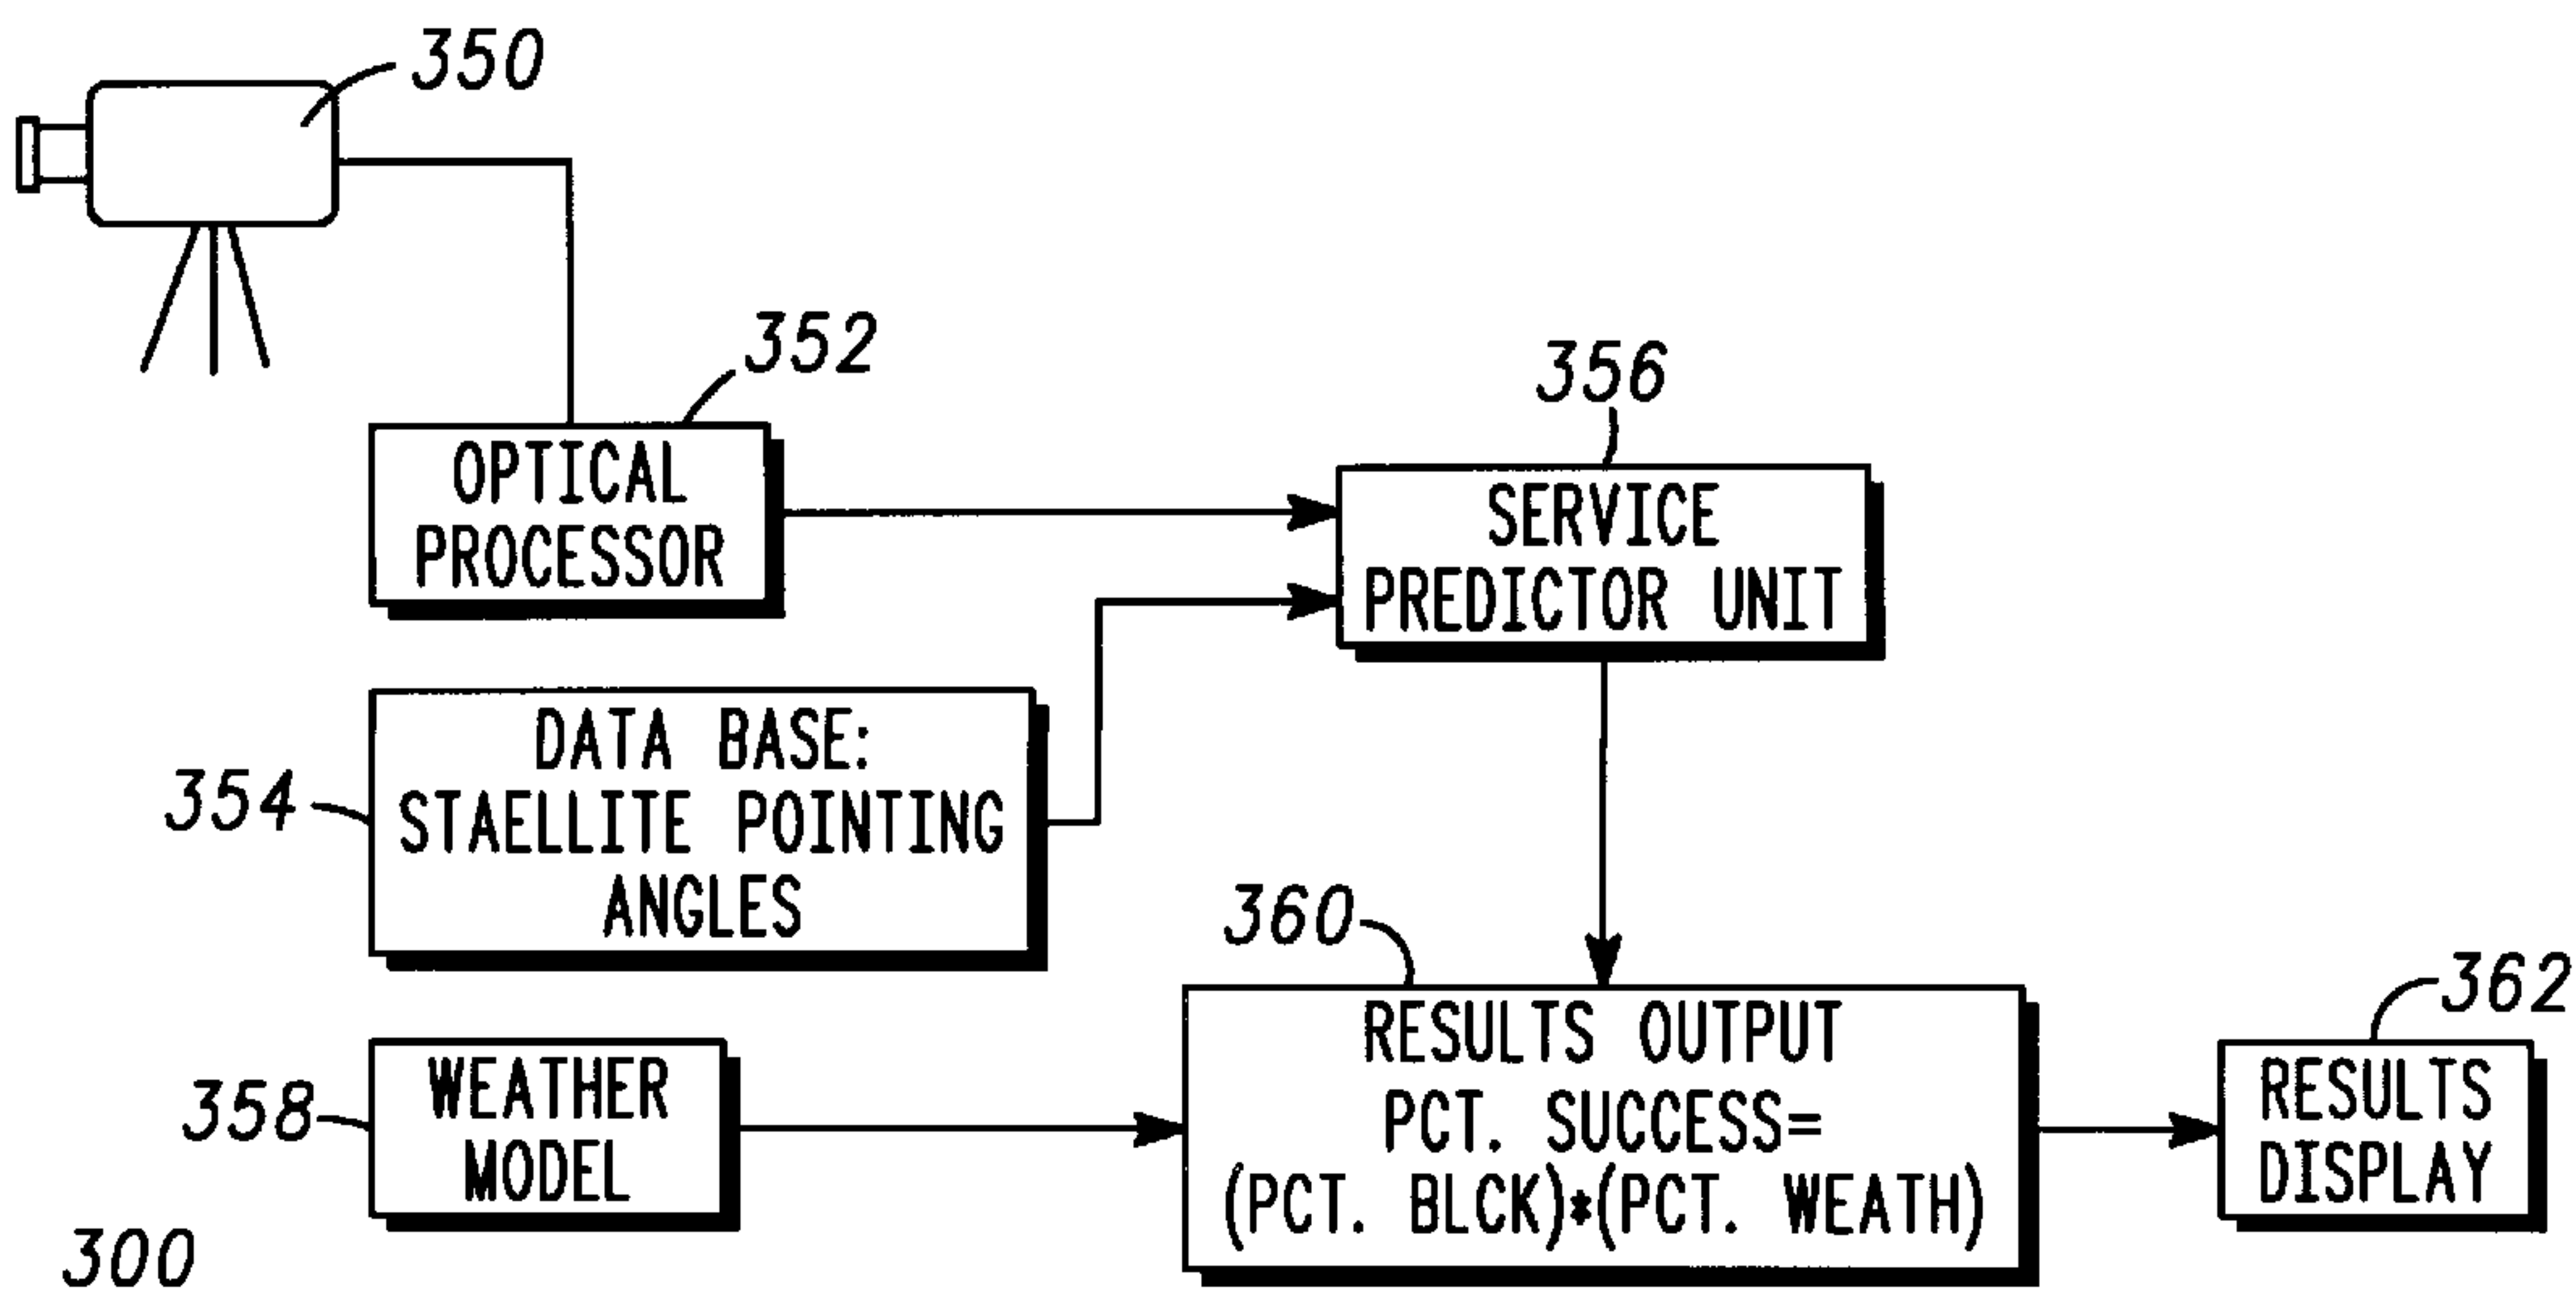 350
352
OPTICAL
PROCESSOR
356
SERVICE
PREDICTOR UNIT
354
DATA BASE:
STAELLITE POINTING
ANGLES
358
WEATHER
MODEL
360
RESULTS OUTPUT
PCT. SUCCESS=
(PCT. BLCK)*(PCT. WEATH)
362
RESULTS
DISPLAY
300